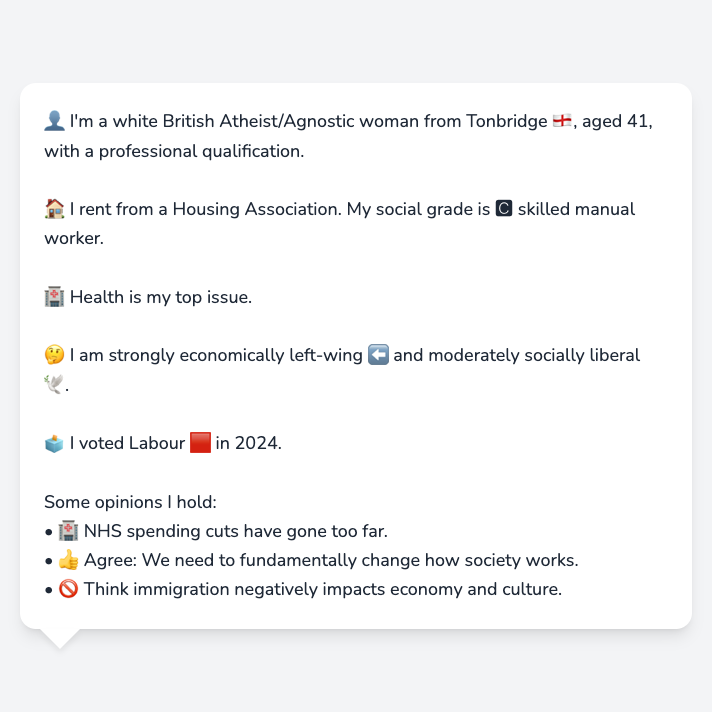 👤 I'm a white British Atheist/Agnostic woman from Tonbridge 🏴󠁧󠁢󠁥󠁮󠁧󠁿, aged 41,
with a professional qualification.
🏠 I rent from a Housing Association. My social grade is 🅲 skilled manual
worker.
🏥 Health is my top issue.
🤔 I am strongly economically left-wing ⬅️ and moderately socially liberal
🕊️.
🗳️ I voted Labour 🟥 in 2024.
Some opinions I hold:
• 🏥 NHS spending cuts have gone too far.
• 👍 Agree: We need to fundamentally change how society works.
• 🚫 Think immigration negatively impacts economy and culture.